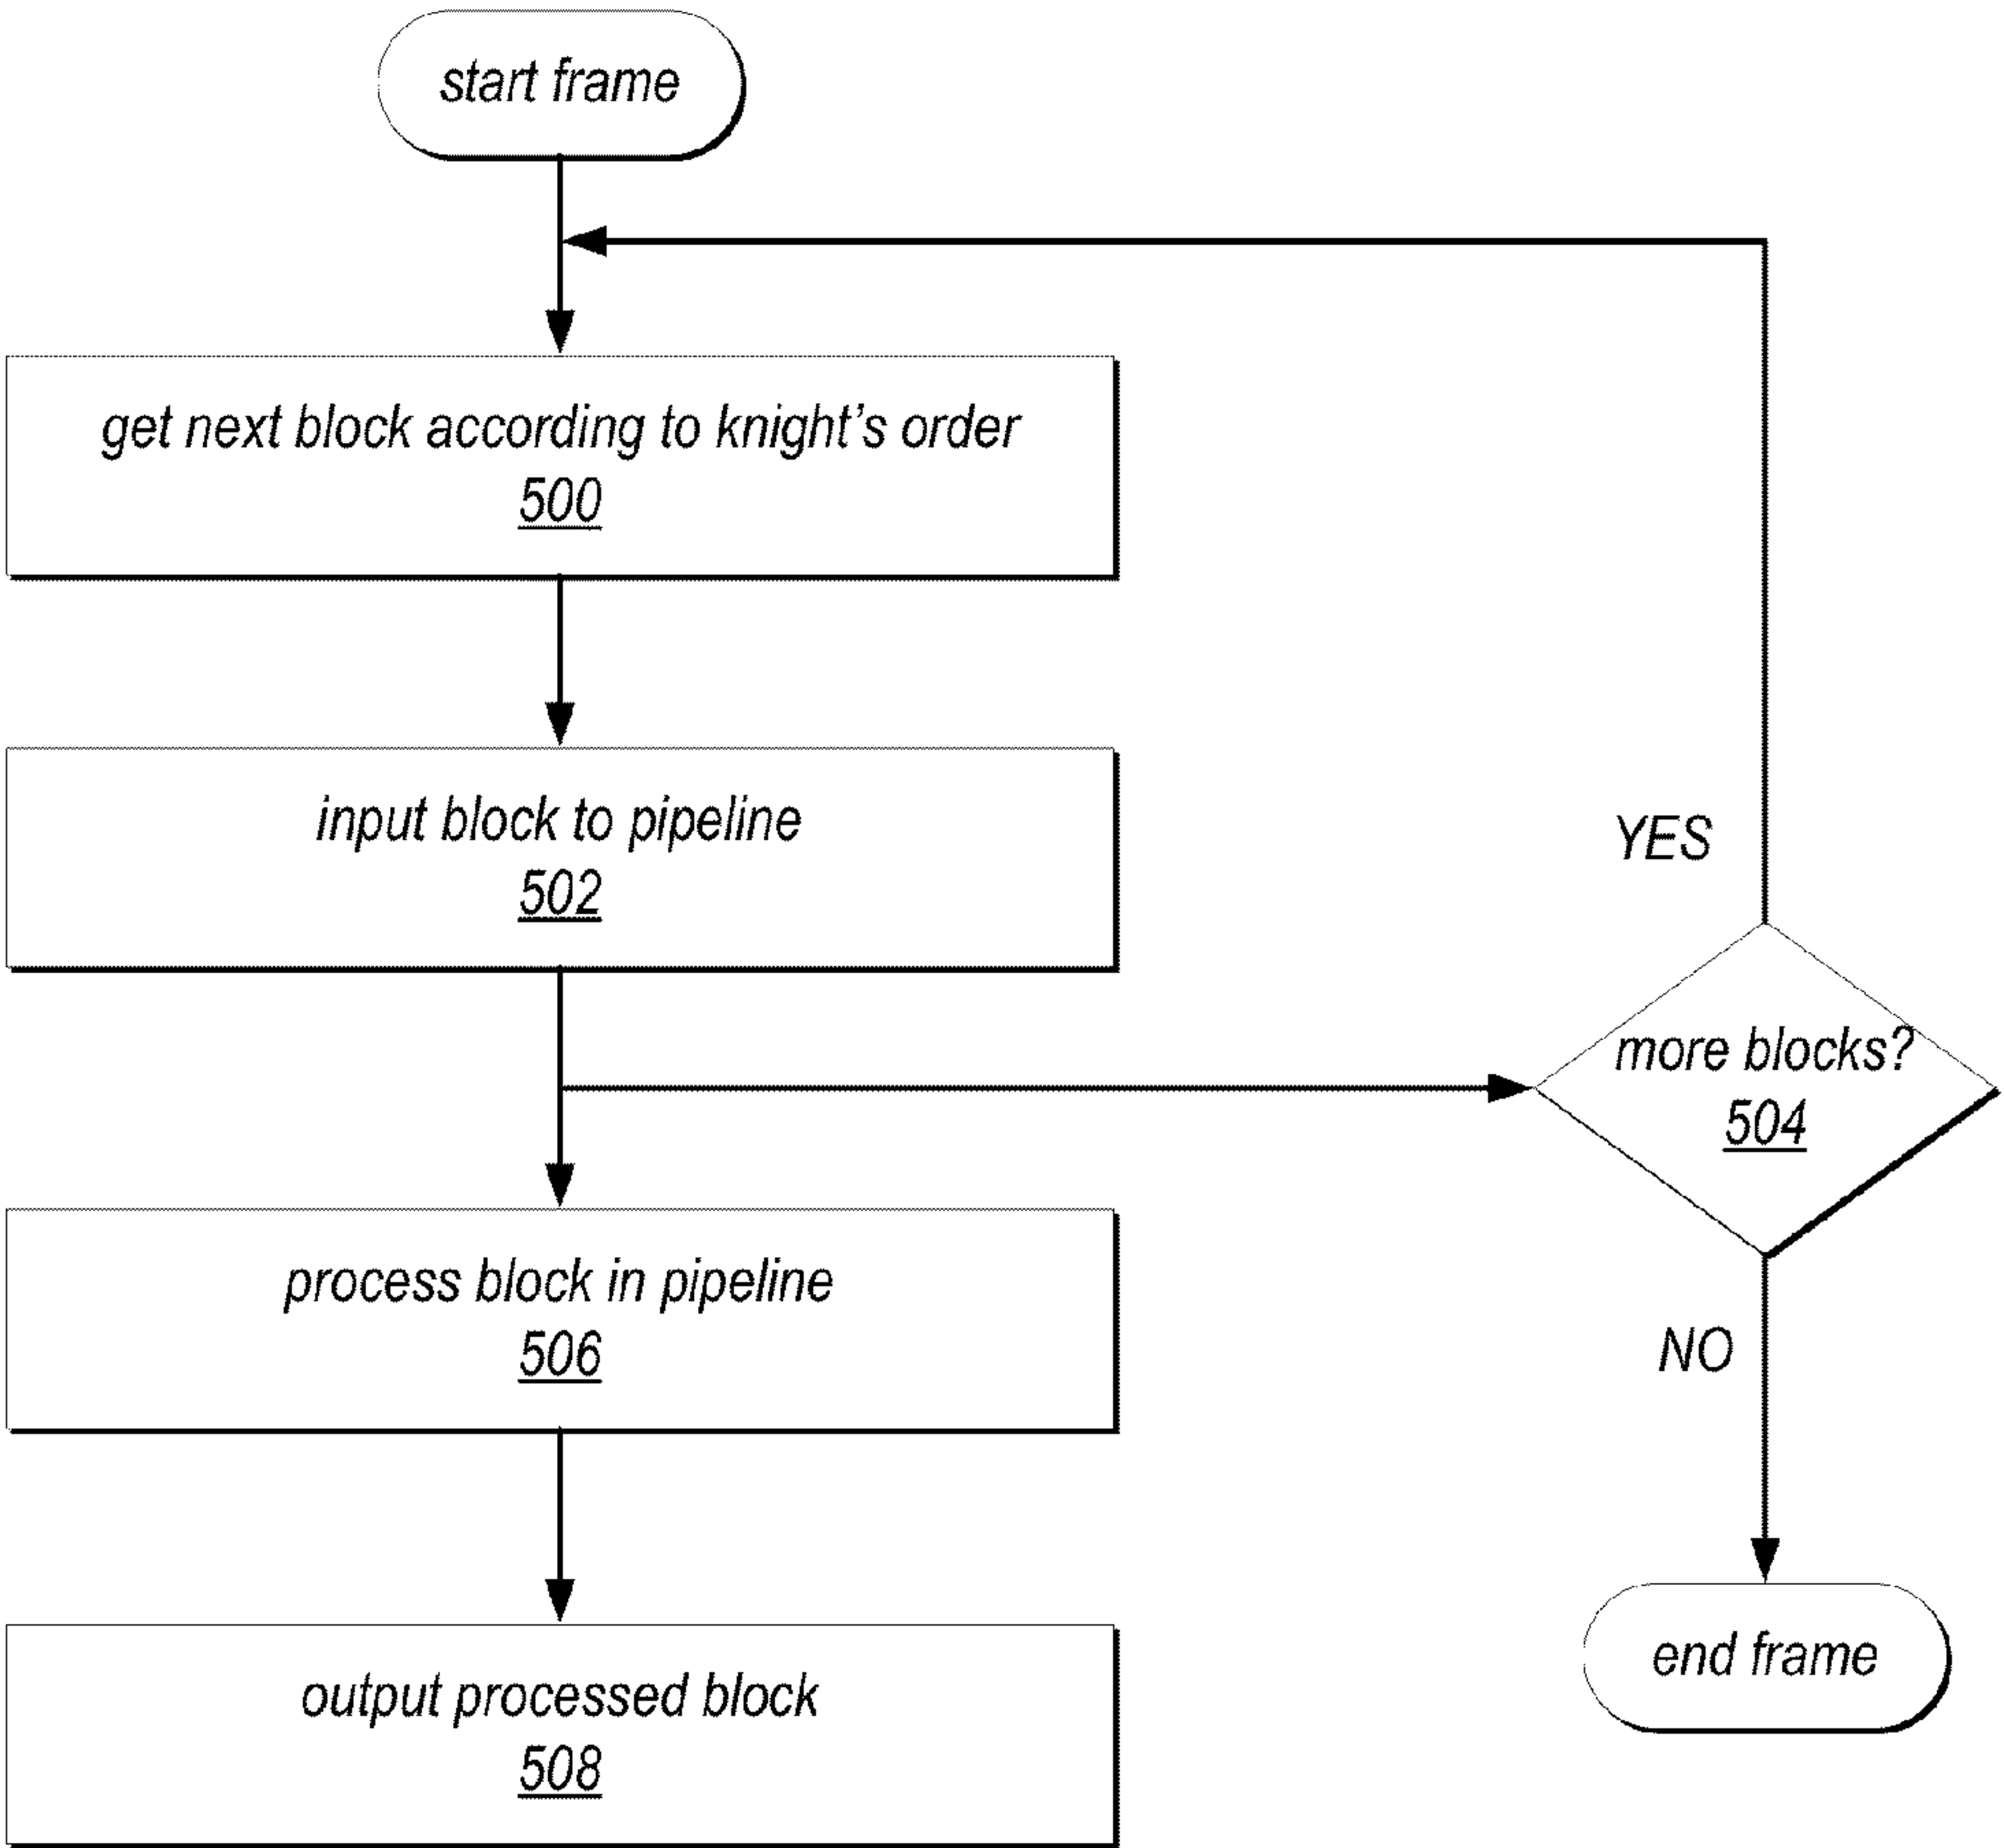 start frame
get next block according to knight's order
500
input block to pipeline
502
YES
more blocks?
504
process block in pipeline
506
NO
output processed block
508
end frame